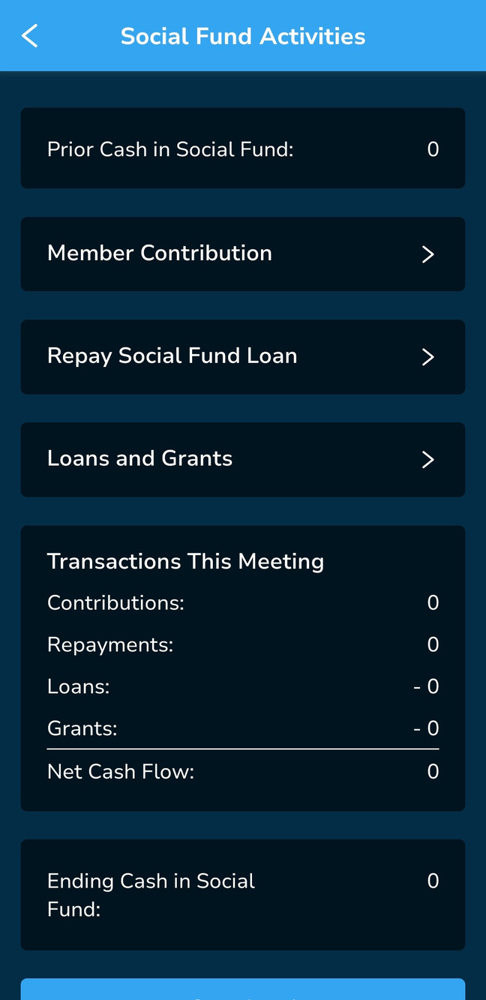 Social Fund Activities
Prior Cash in Social Fund: 0
Member Contribution
Repay Social Fund Loan
Loans and Grants
Transactions This Meeting
Contributions: 0
Repayments: 0
Loans: - 0
Grants: - 0
Net Cash Flow: 0
Ending Cash in Social 0
Fund: